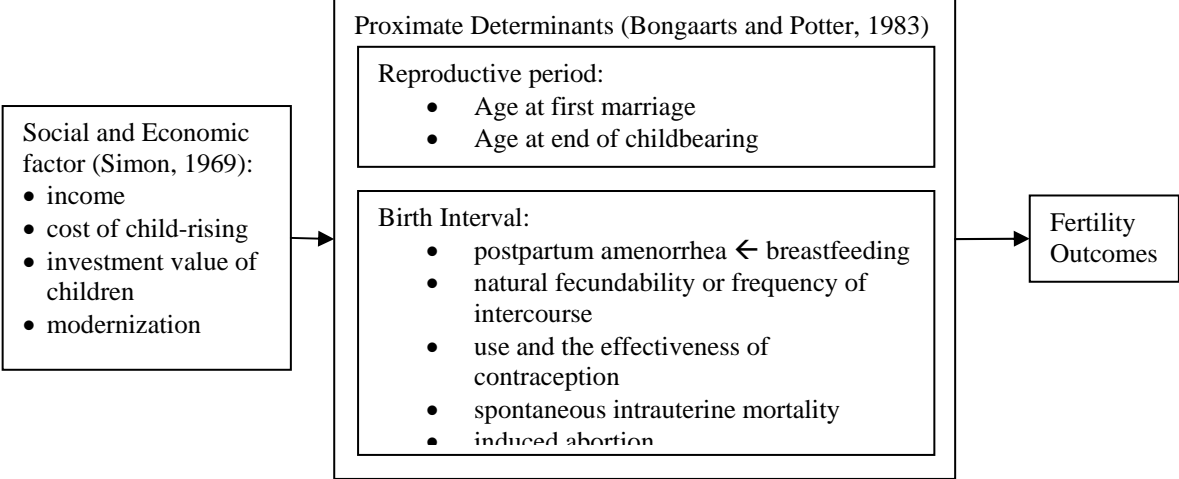 Proximate Determinants (Bongaarts and Potter, 1983)
Reproductive period:
• Age at first marriage
• Age at end of childbearing
Social and Economic
factor (Simon, 1969):
• income
• cost of child-rising
• investment value of
children
• modernization
Birth Interval:
• postpartum amenorrhea ← breastfeeding
• natural fecundability or frequency of
intercourse
• use and the effectiveness of
contraception
• spontaneous intrauterine mortality
• induced abortion
Fertility
Outcomes